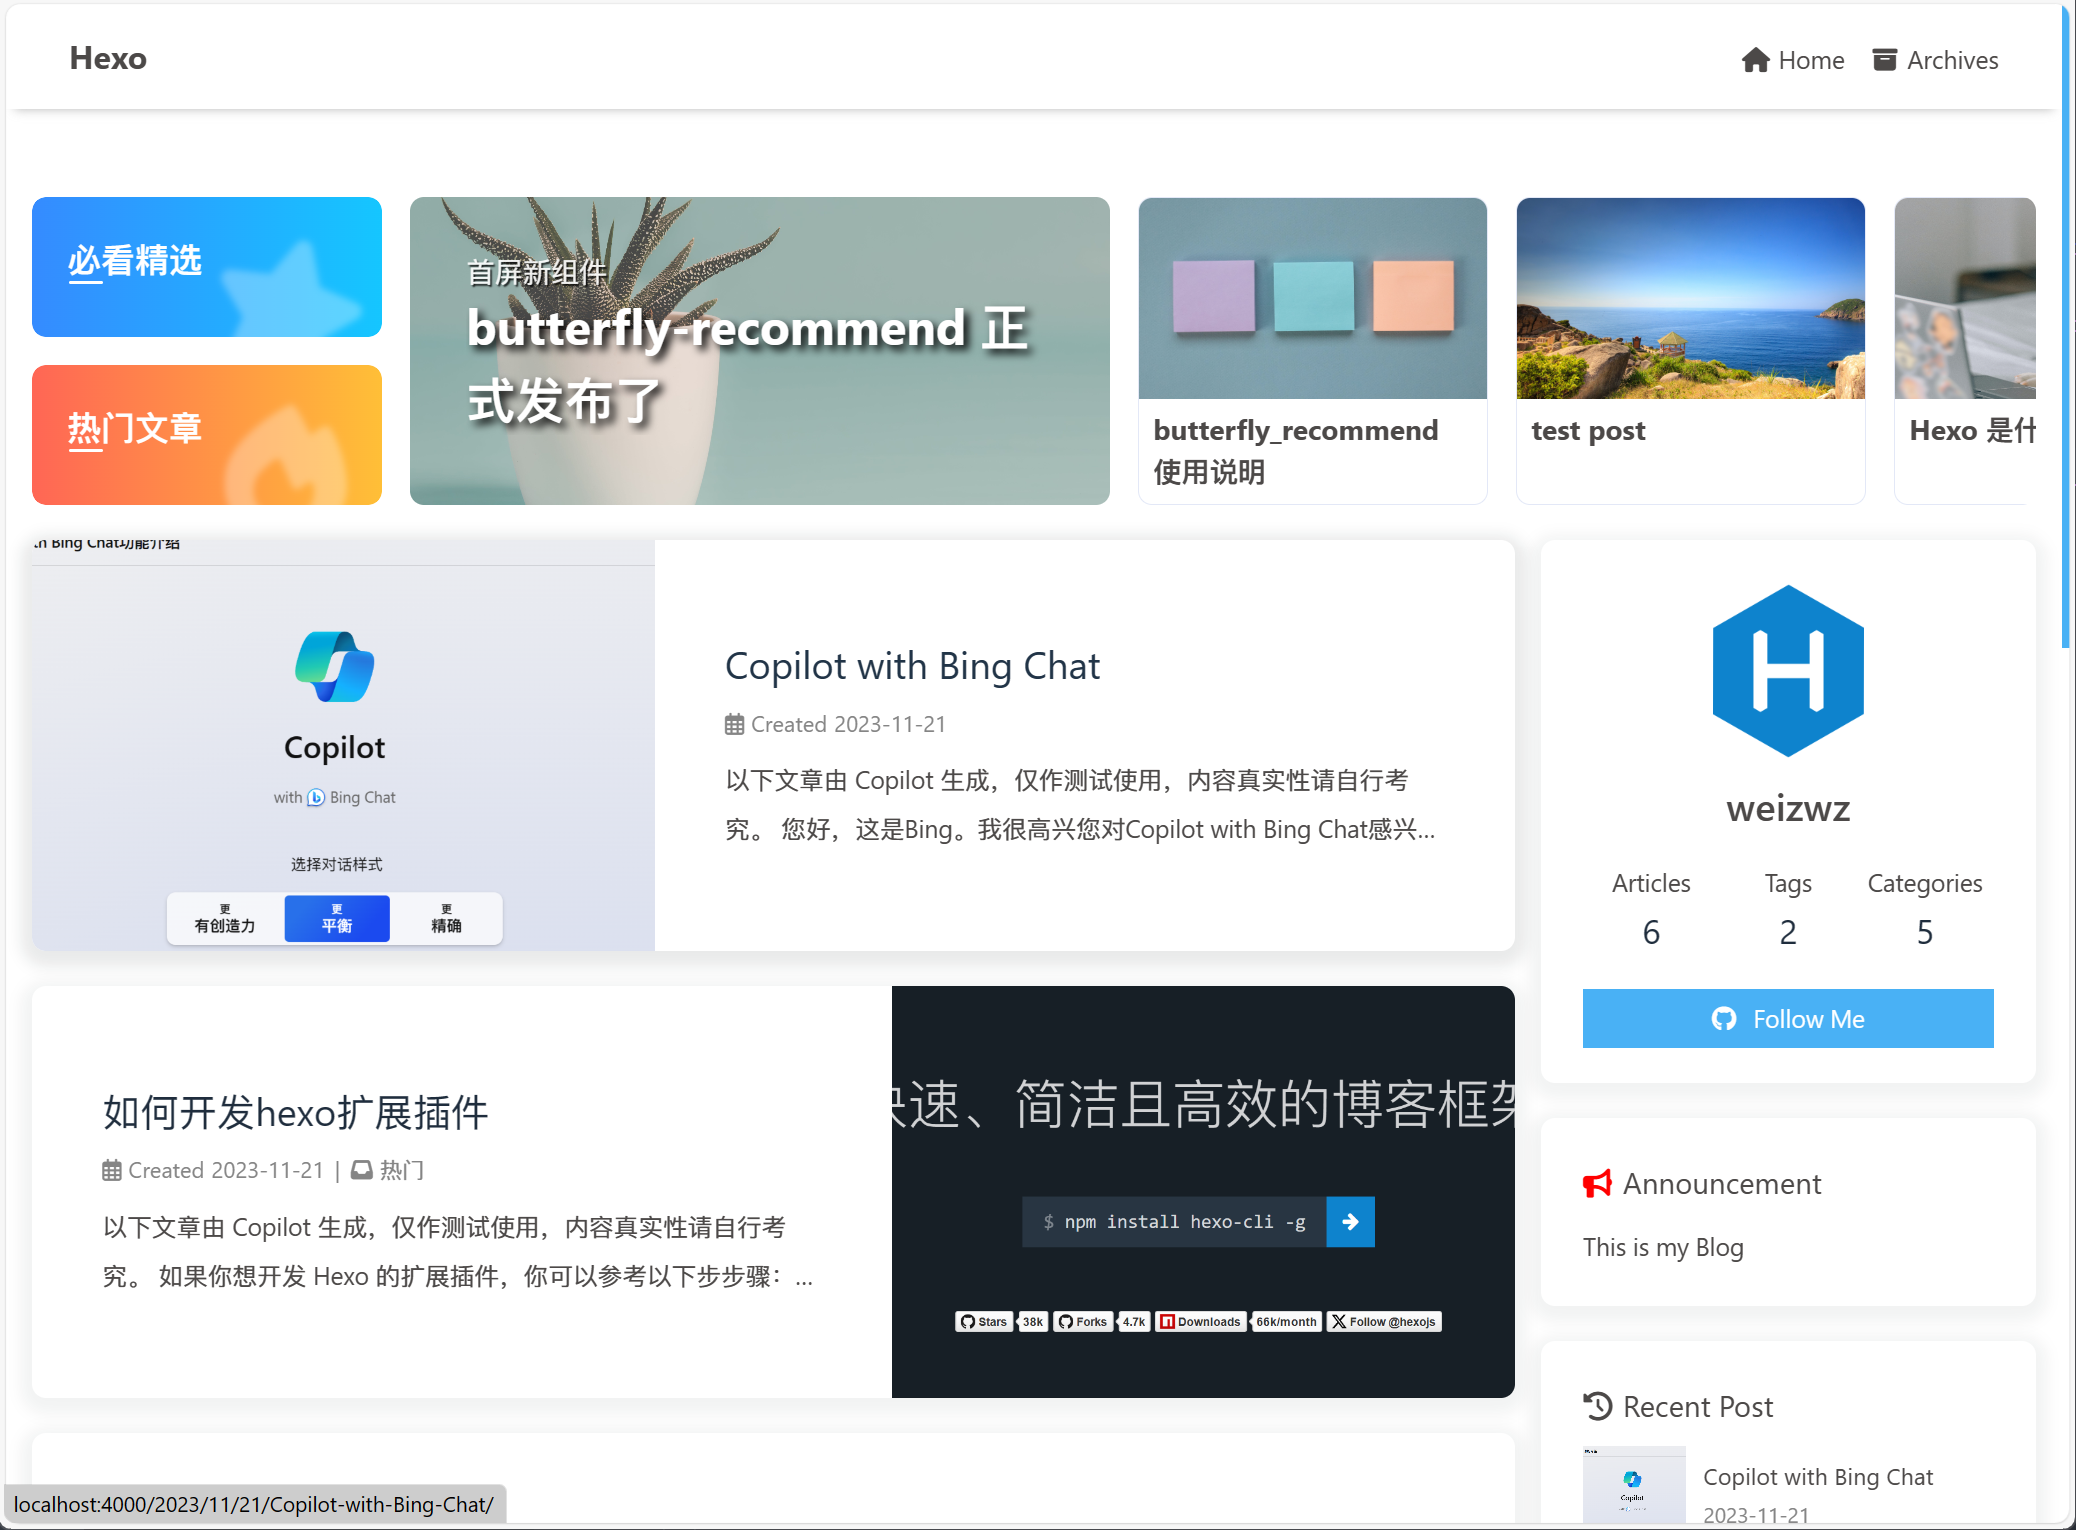 Hexo
Home
Archives
必看精选
热门文章
首屏新组件
butterfly-recommend 正
式发布了
butterfly_recommend
使用说明
test post
Hexo 是什
with Bing Chat功能介绍
Copilot
with Bing Chat
选择对话样式
更
有创造力
更
平衡
更
精确
Copilot with Bing Chat
Created 2023-11-21
以下文章由 Copilot 生成，仅作测试使用，内容真实性请自行考
究。 您好，这是Bing。我很高兴您对Copilot with Bing Chat感兴...
weizwz
Articles
6
Tags
2
Categories
5
Follow Me
如何开发hexo扩展插件
Created 2023-11-21 | 热门
以下文章由 Copilot 生成，仅作测试使用，内容真实性请自行考
究。 如果你想开发 Hexo 的扩展插件，你可以参考以下步步骤：...
快速、简洁且高效的博客框架
$ npm install hexo-cli -g
Stars 38k Forks 4.7k Downloads 66k/month Follow @hexojs
Announcement
This is my Blog
Recent Post
Copilot
Copilot with Bing Chat
2023-11-21
localhost:4000/2023/11/21/Copilot-with-Bing-Chat/